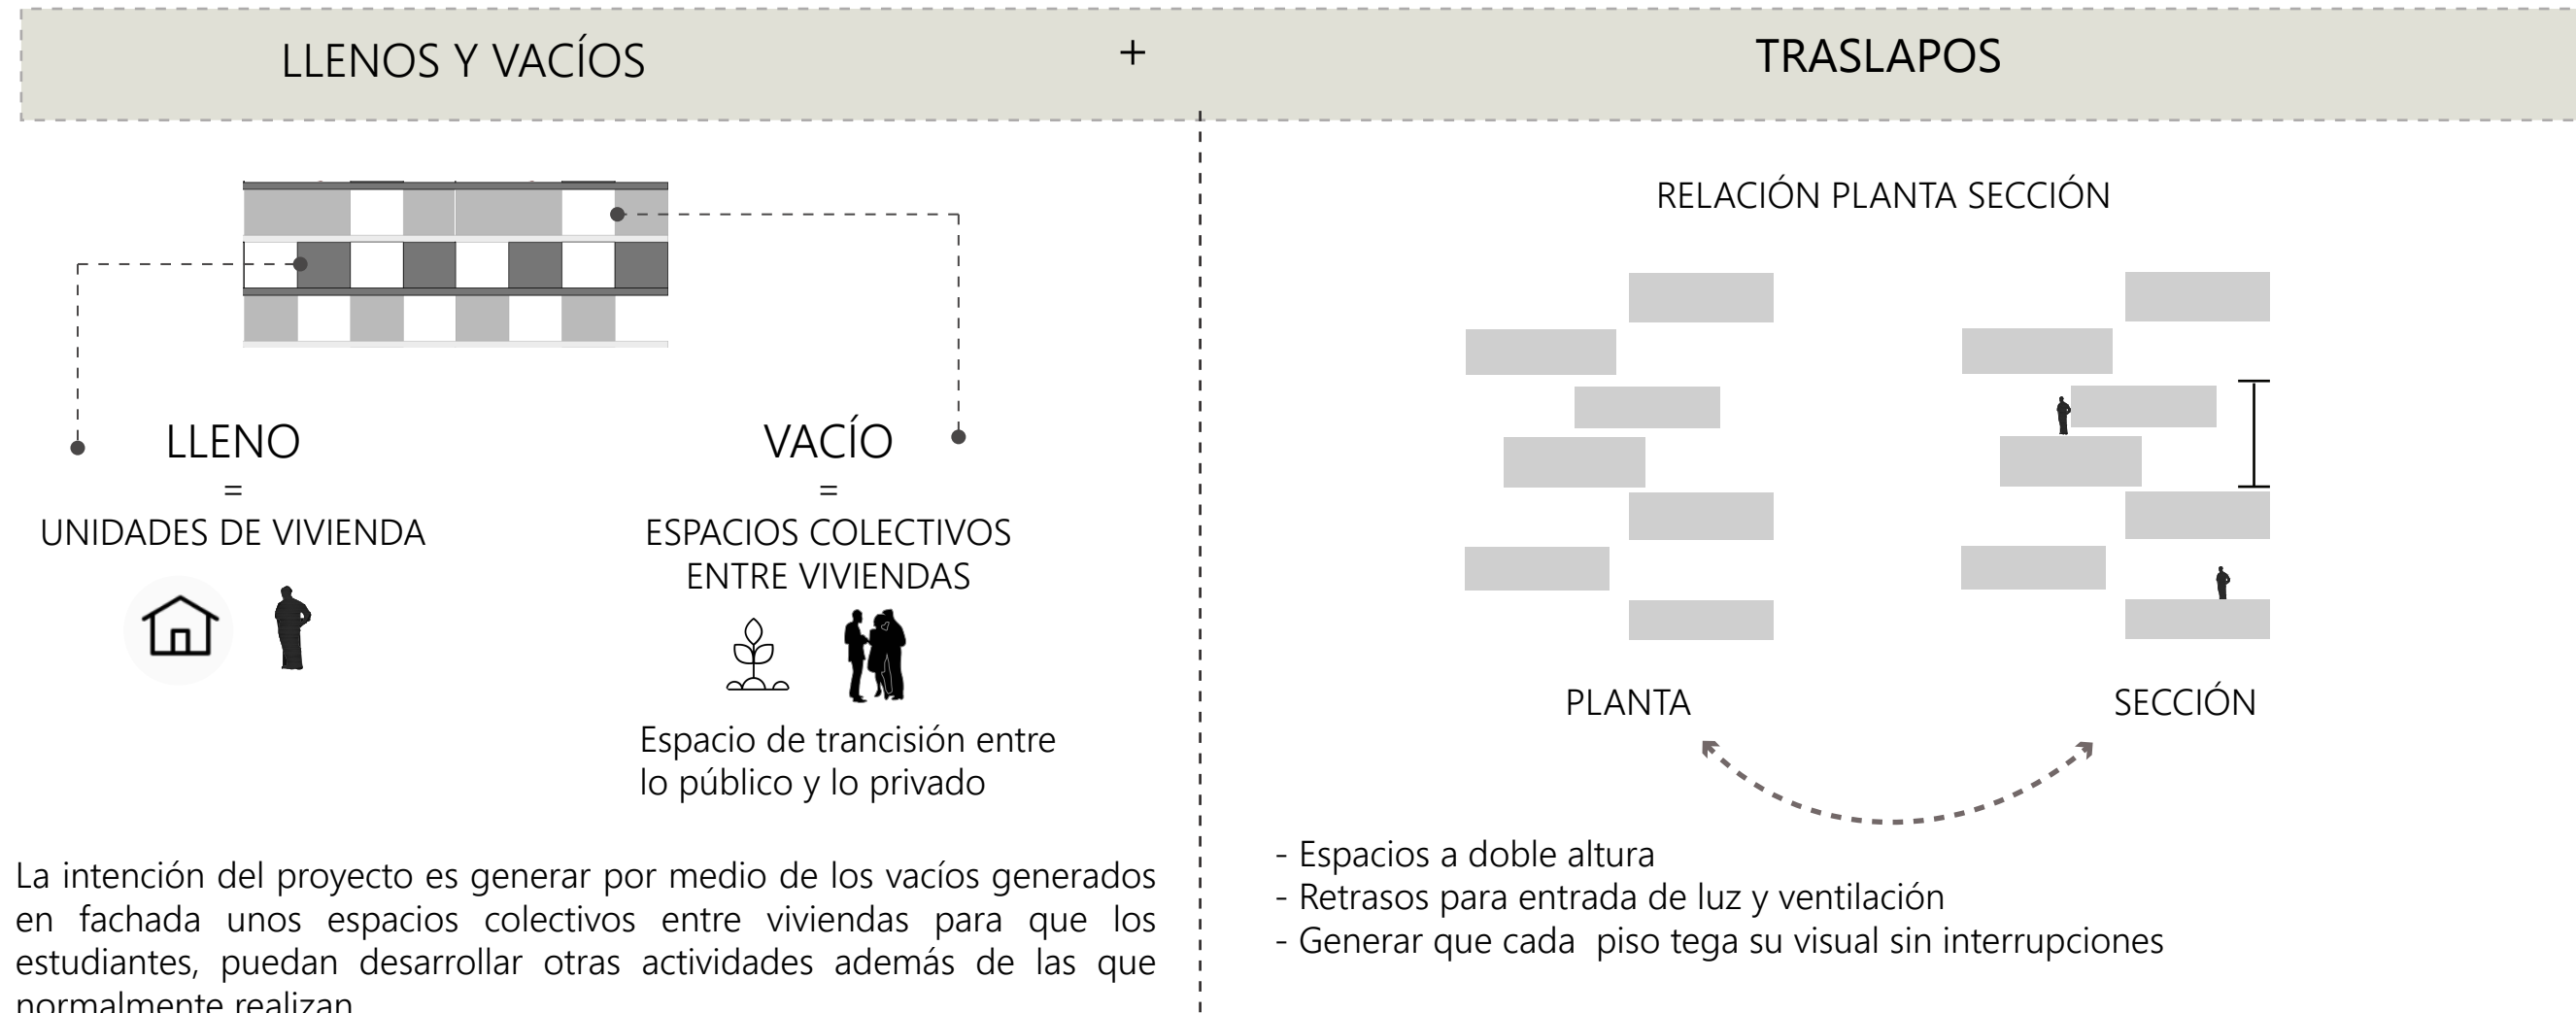 LLENOS Y VACÍOS
+
TRASLAPOS
LLENO
=
UNIDADES DE VIVIENDA
VACÍO
=
ESPACIOS COLECTIVOS
ENTRE VIVIENDAS
Espacio de trancisión entre
lo público y lo privado
La intención del proyecto es generar por medio de los vacíos generados
en fachada unos espacios colectivos entre viviendas para que los
estudiantes, puedan desarrollar otras actividades además de las que
normalmente realizan
RELACIÓN PLANTA SECCIÓN
PLANTA
SECCIÓN
- Espacios a doble altura
- Retrasos para entrada de luz y ventilación
- Generar que cada  piso tega su visual sin interrupciones